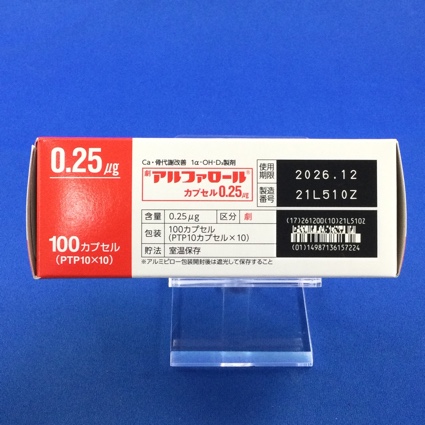 0.25μg
100カプセル
(PTP10×10)
Ca・骨代謝改善 1α-OH-D₃製剤
劇 アルファロール®
カプセル0.25μg
含量 0.25μg 区分 劇
包装 100カプセル
(PTP10カプセル×10)
貯法 室温保存
※アルミピロー包装開封後は遮光して保存すること
使用
期限 2026.12
製造
番号 21L510Z
(17)261200(10)21L510Z
(01)14987136157224